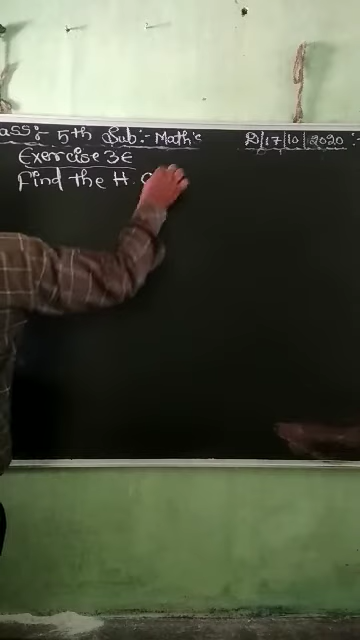 ass:- 5th Sub:- Math's D/17/10/2020:-
Exercise 3E
Find the H.